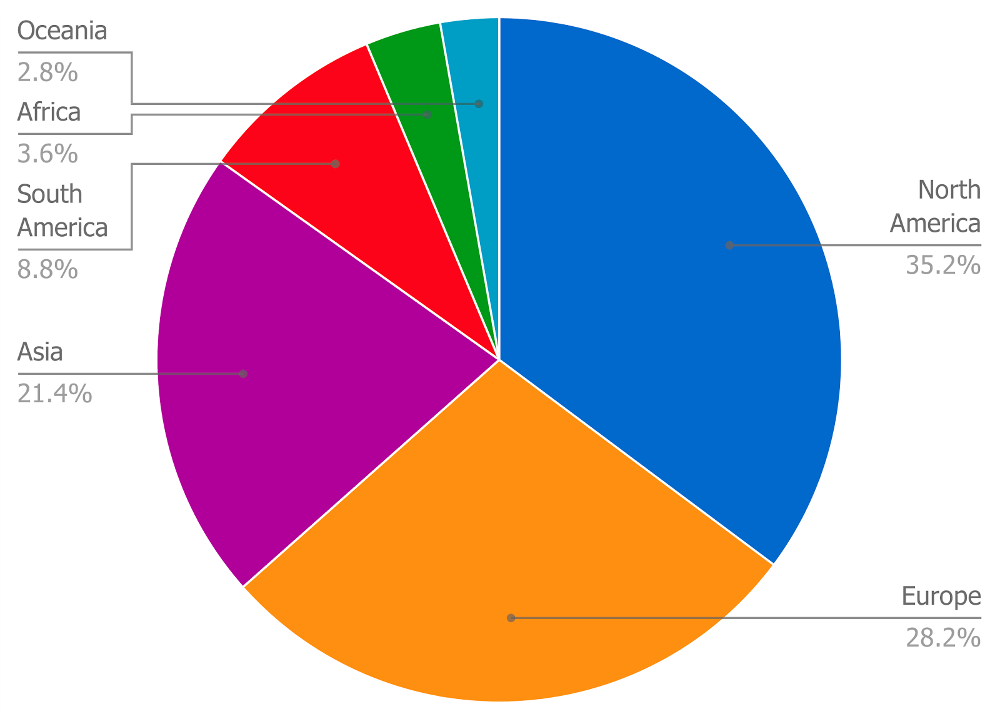 Oceania
2.8%
Africa
3.6%
South
America
8.8%
Asia
21.4%
North
America
35.2%
Europe
28.2%